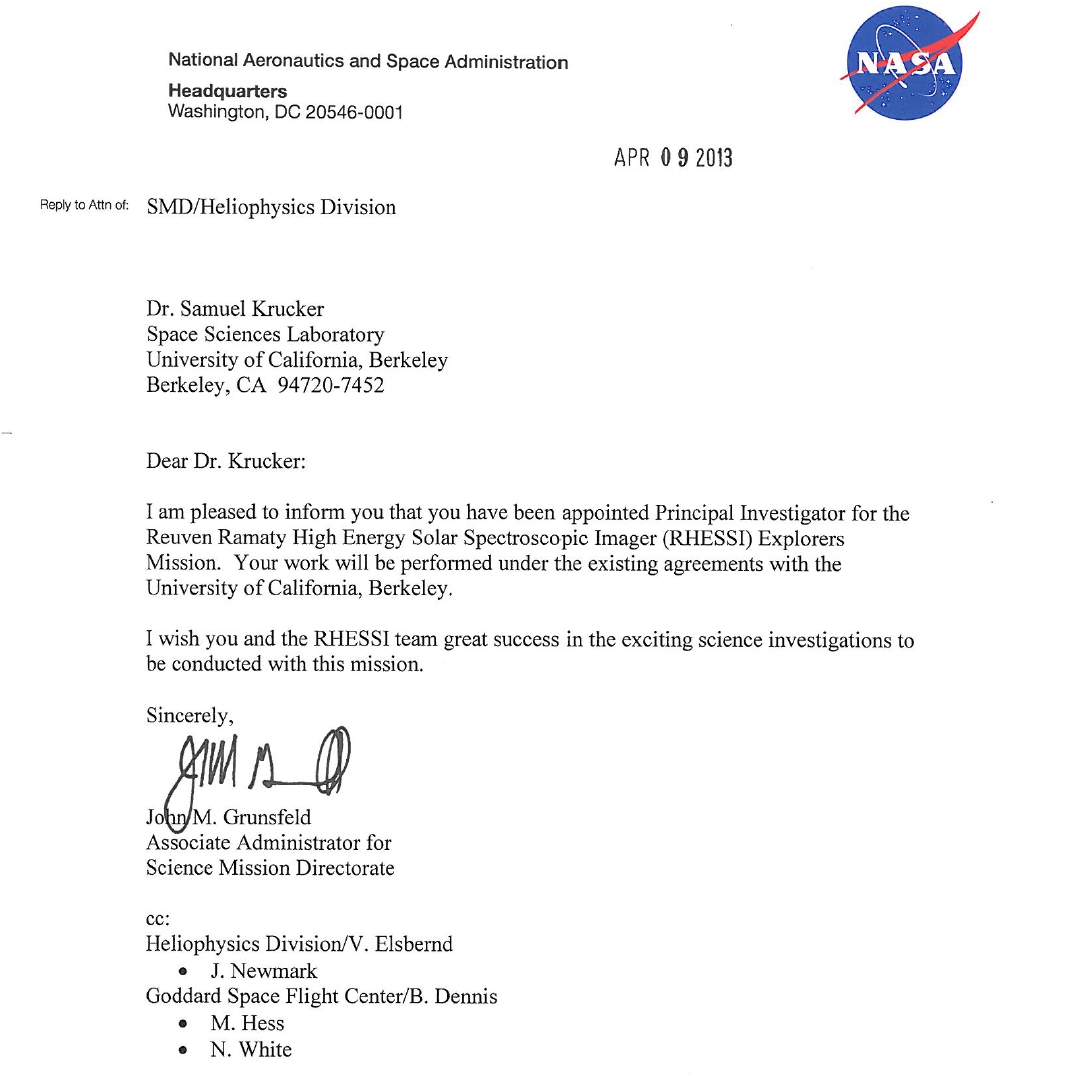 National Aeronautics and Space Administration
Headquarters
Washington, DC 20546-0001
NASA
APR 09 2013
Reply to Attn of: SMD/Heliophysics Division
Dr. Samuel Krucker
Space Sciences Laboratory
University of California, Berkeley
Berkeley, CA  94720-7452
Dear Dr. Krucker:
I am pleased to inform you that you have been appointed Principal Investigator for the
Reuven Ramaty High Energy Solar Spectroscopic Imager (RHESSI) Explorers
Mission.  Your work will be performed under the existing agreements with the
University of California, Berkeley.
I wish you and the RHESSI team great success in the exciting science investigations to
be conducted with this mission.
Sincerely,
John M. Grunsfeld
Associate Administrator for
Science Mission Directorate
cc:
Heliophysics Division/V. Elsbernd
• J. Newmark
Goddard Space Flight Center/B. Dennis
• M. Hess
• N. White